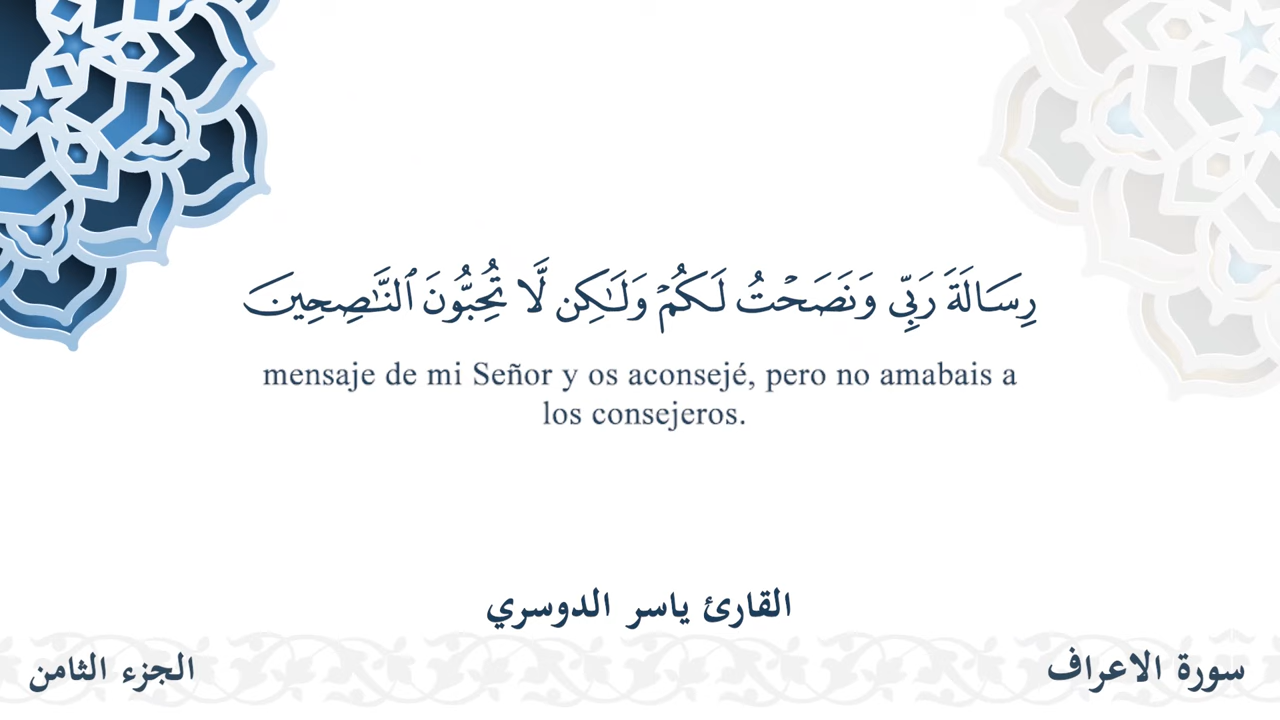 رِسَالَةَ رَبِّي وَنَصَحْتُ لَكُمْ وَلَٰكِن لَّا تُحِبُّونَ ٱلنَّـٰصِحِينَ
mensaje de mi Señor y os aconsejé, pero no amabais a
los consejeros.
القارئ ياسر الدوسري
سورة الاعراف
الجزء الثامن